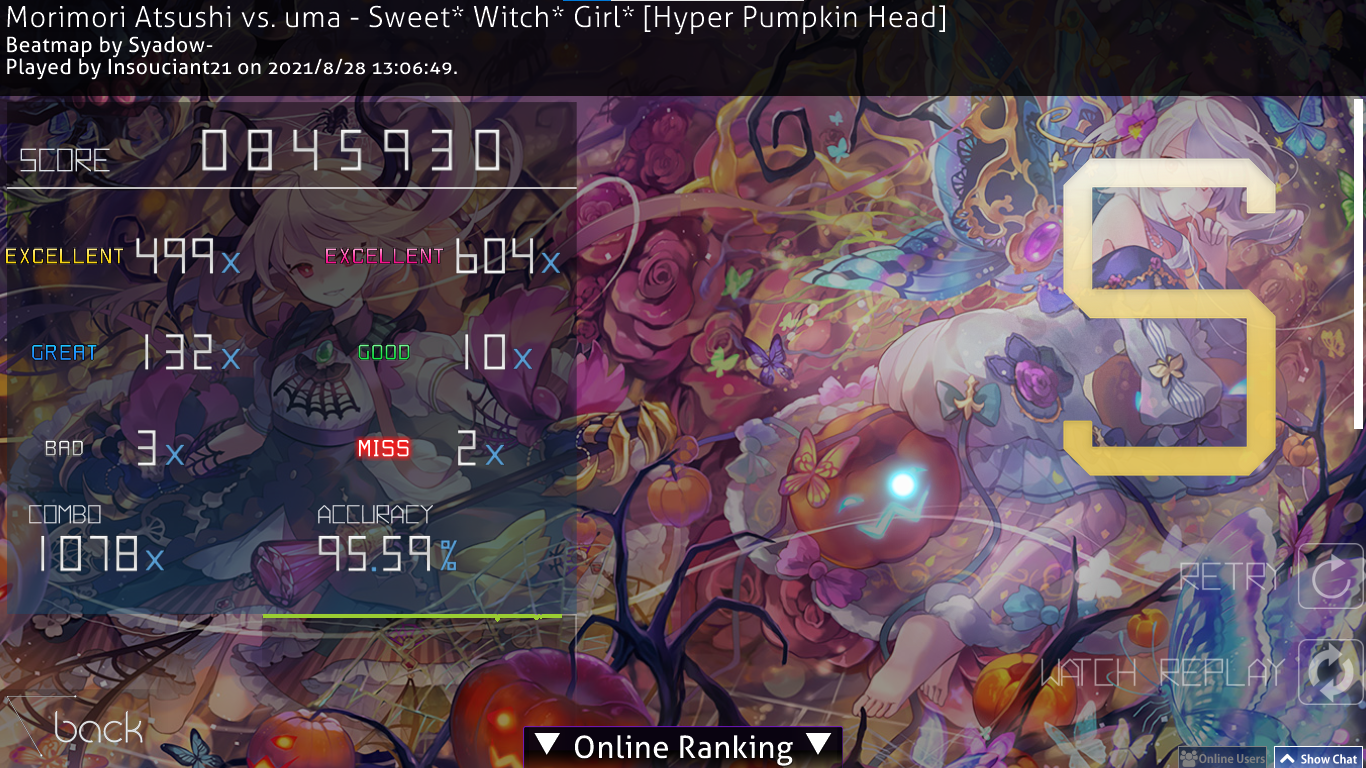 Morimori Atsushi vs. uma - Sweet* Witch* Girl* [Hyper Pumpkin Head]
Beatmap by Syadow-
Played by Insouciant21 on 2021/8/28 13:06:49.
SCORE 0845930
EXCELLENT 499x EXCELLENT 604x
GREAT 132x GOOD 10x
BAD 3x MISS 2x
COMBO ACCURACY
1078x 95.59%
S
RETRY
WATCH REPLAY
back
▼ Online Ranking ▼
Online Users Show Chat